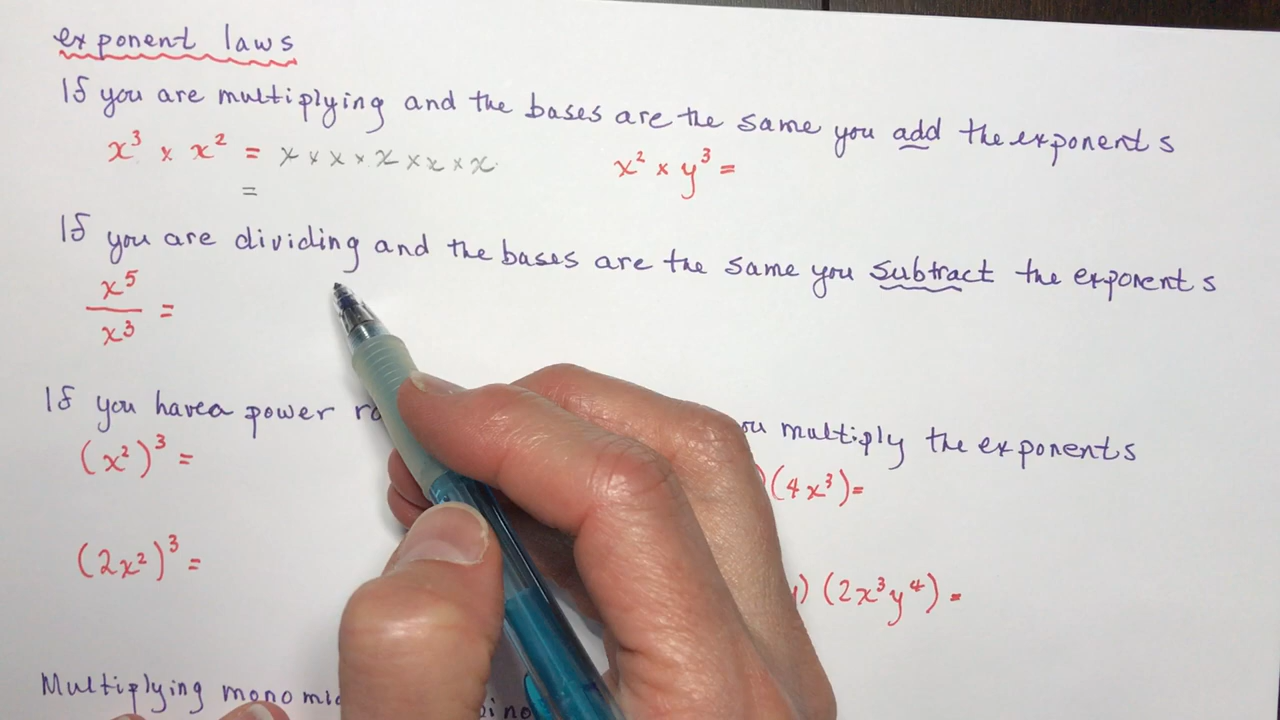 exponent laws
If you are multiplying and the bases are the same you add the exponents
x³ × x² = x × x × x × x × x x² × y³ =
=
If you are dividing and the bases are the same you subtract the exponents
x⁵/x³ =
If you have a power multiply the exponents
(x²)³ = )(4x³)=
(2x²)³ = ) (2x³y⁴) =
Multiplying